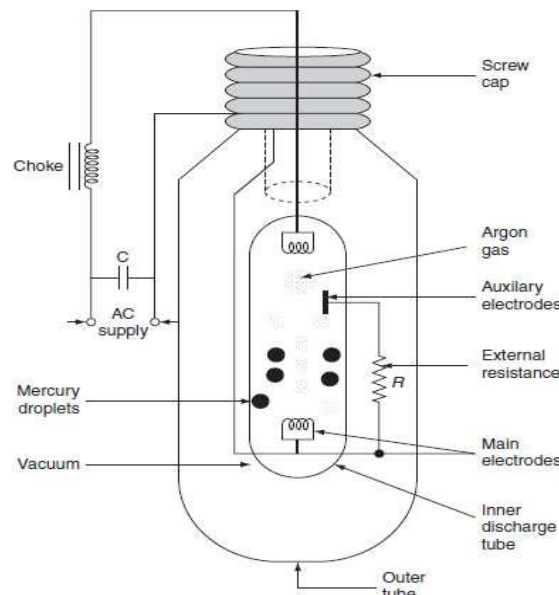 Screw
cap
Choke
Argon
gas
C
Auxilary
electrodes
AC
supply
External
resistance
R
Mercury
droplets
Main
electrodes
Vacuum
Inner
discharge
tube
Outer
tube